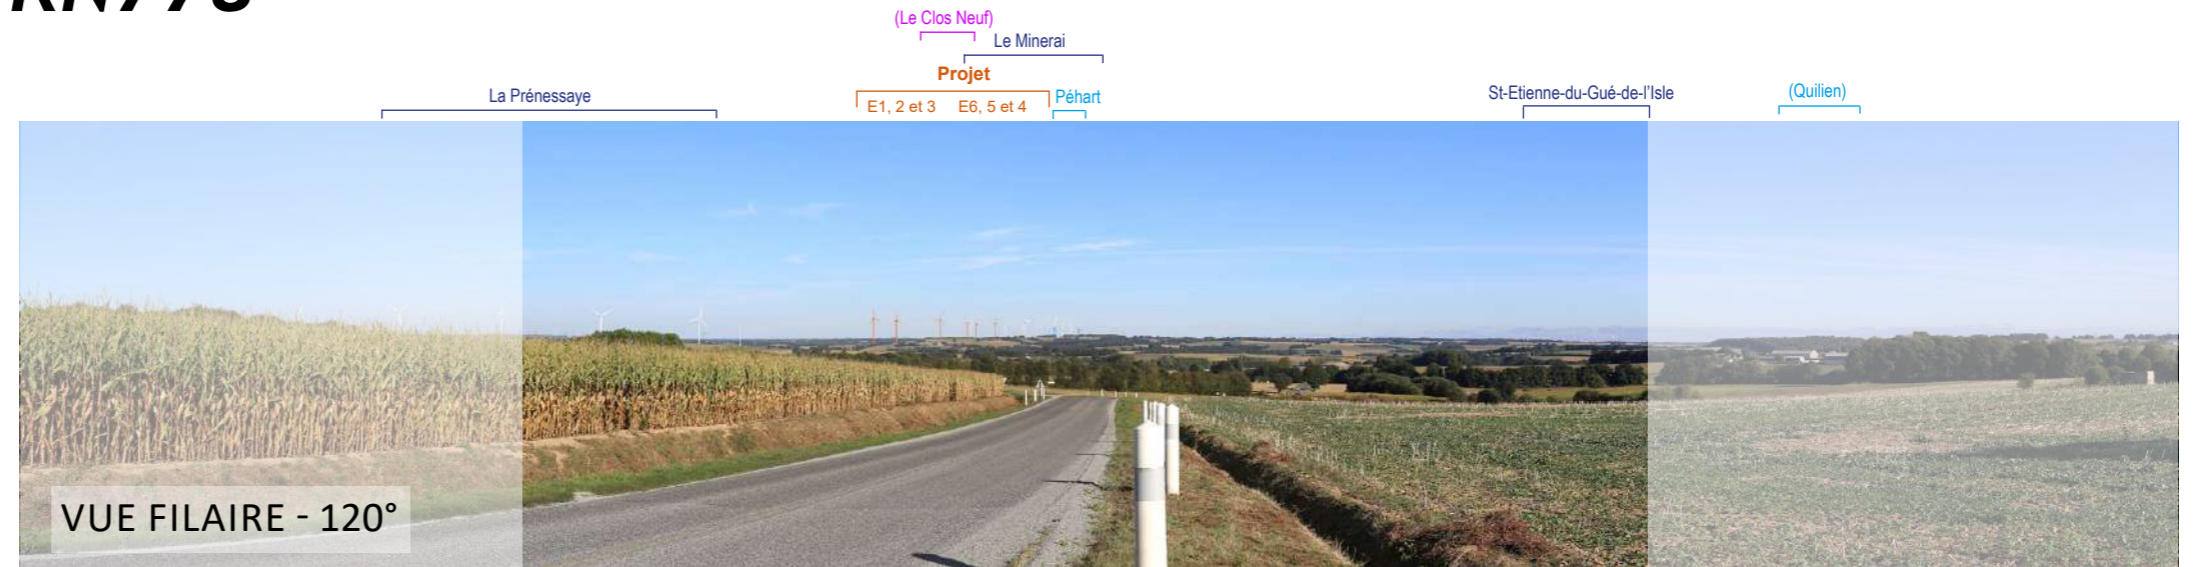 (Le Clos Neuf)
Le Minerai
Projet
La Prénessaye
E1, 2 et 3
E6, 5 et 4
Péhart
St-Etienne-du-Gué-de-l'Isle
(Quilien)
VUE FILAIRE - 120°